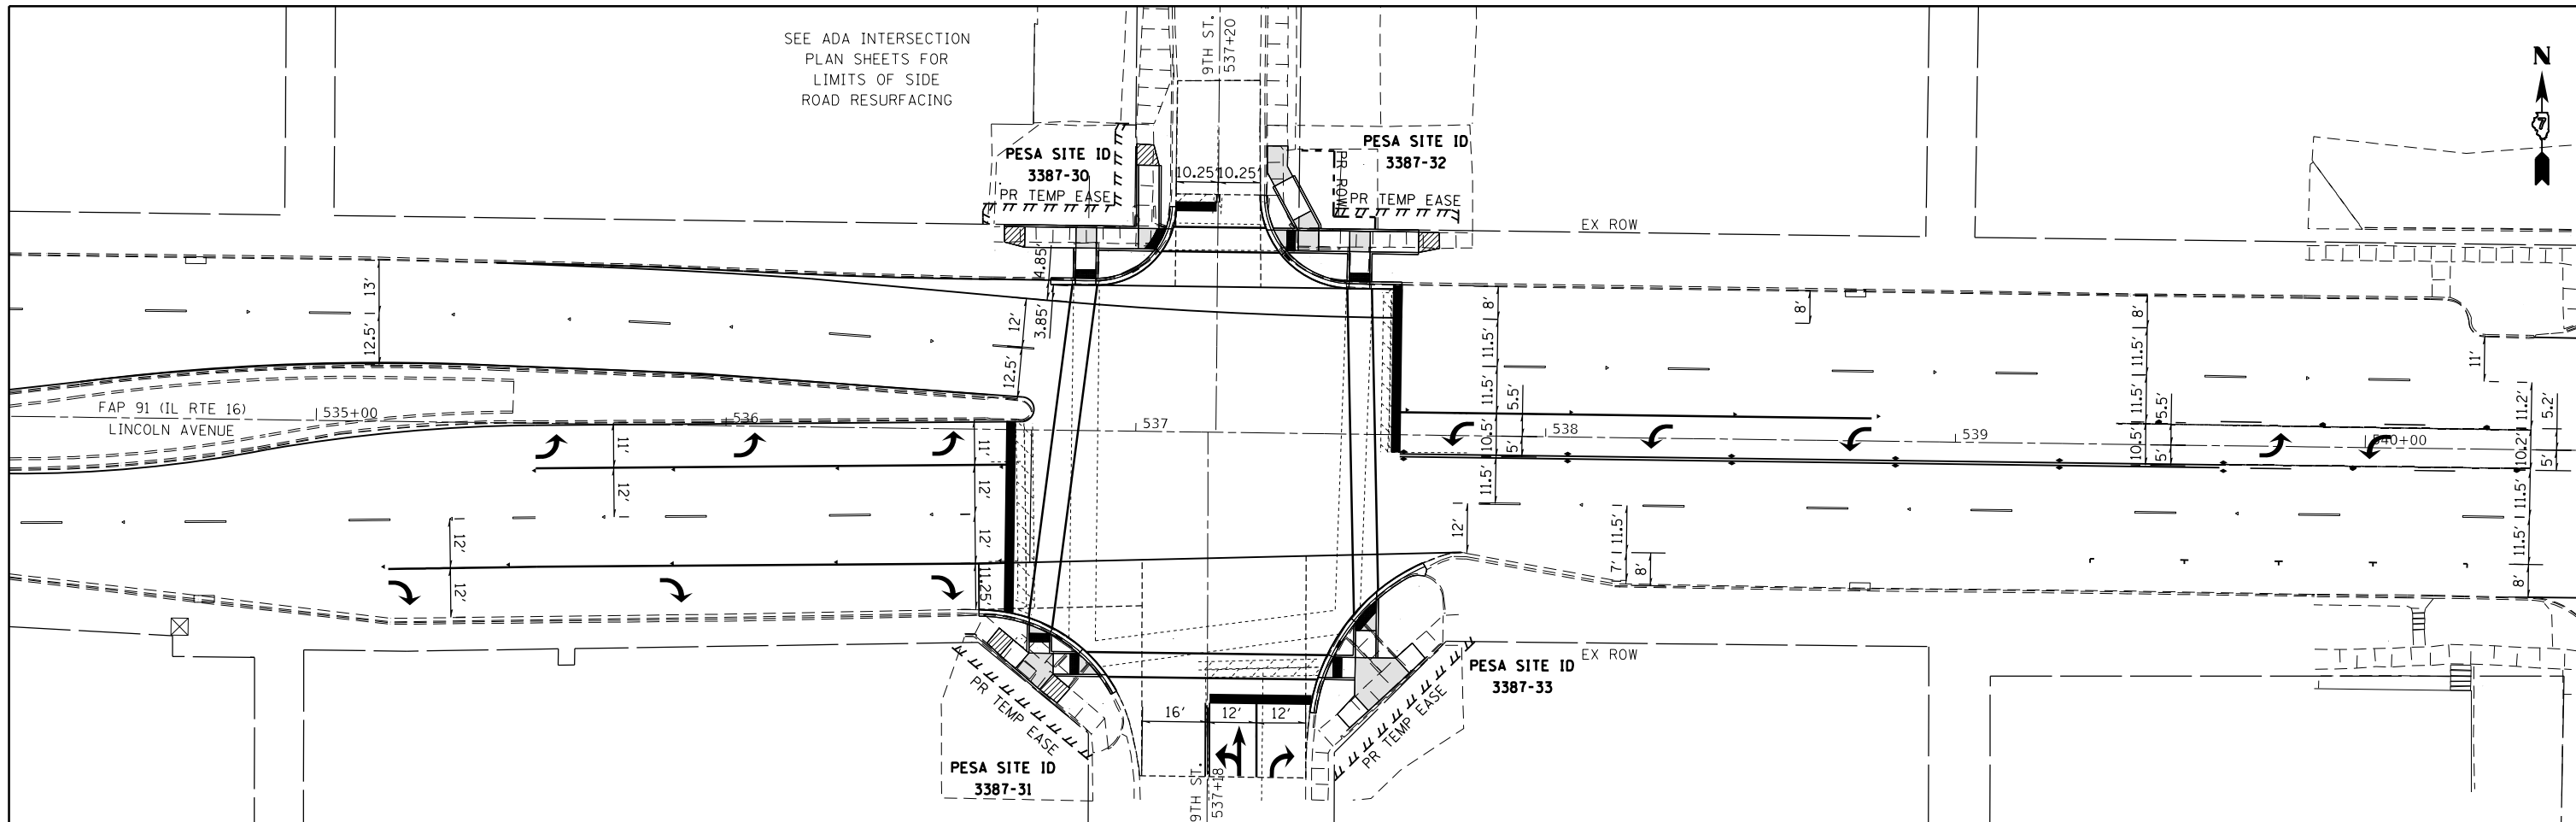 SEE ADA INTERSECTION
PLAN SHEETS FOR
LIMITS OF SIDE
ROAD RESURFACING
9TH ST.
537+20
N
7
PESA SITE ID
3387-30
PR TEMP EASE
10.25' 10.25'
PR ROW
PESA SITE ID
3387-32
PR TEMP EASE
EX ROW
13'
12.5'
4.85'
3.85'
12'
12.5'
8'
11.5'
11.5'
10.5'
11.5'
5.5'
5'
8'
8'
11.5'
11.5'
10.5'
5.5'
5'
11'
11.2'
10.2'
11.5'
11.5'
8'
5.2'
5'
FAP 91 (IL RTE 16)
LINCOLN AVENUE
535+00
536
537
538
539
540+00
11'
12'
11'
12'
12'
11.25'
12'
12'
12'
11.5'
7'
8'
EX ROW
PR TEMP EASE
PESA SITE ID
3387-31
16' 12' 12'
9TH ST.
537+18
PR TEMP EASE
PESA SITE ID
3387-33